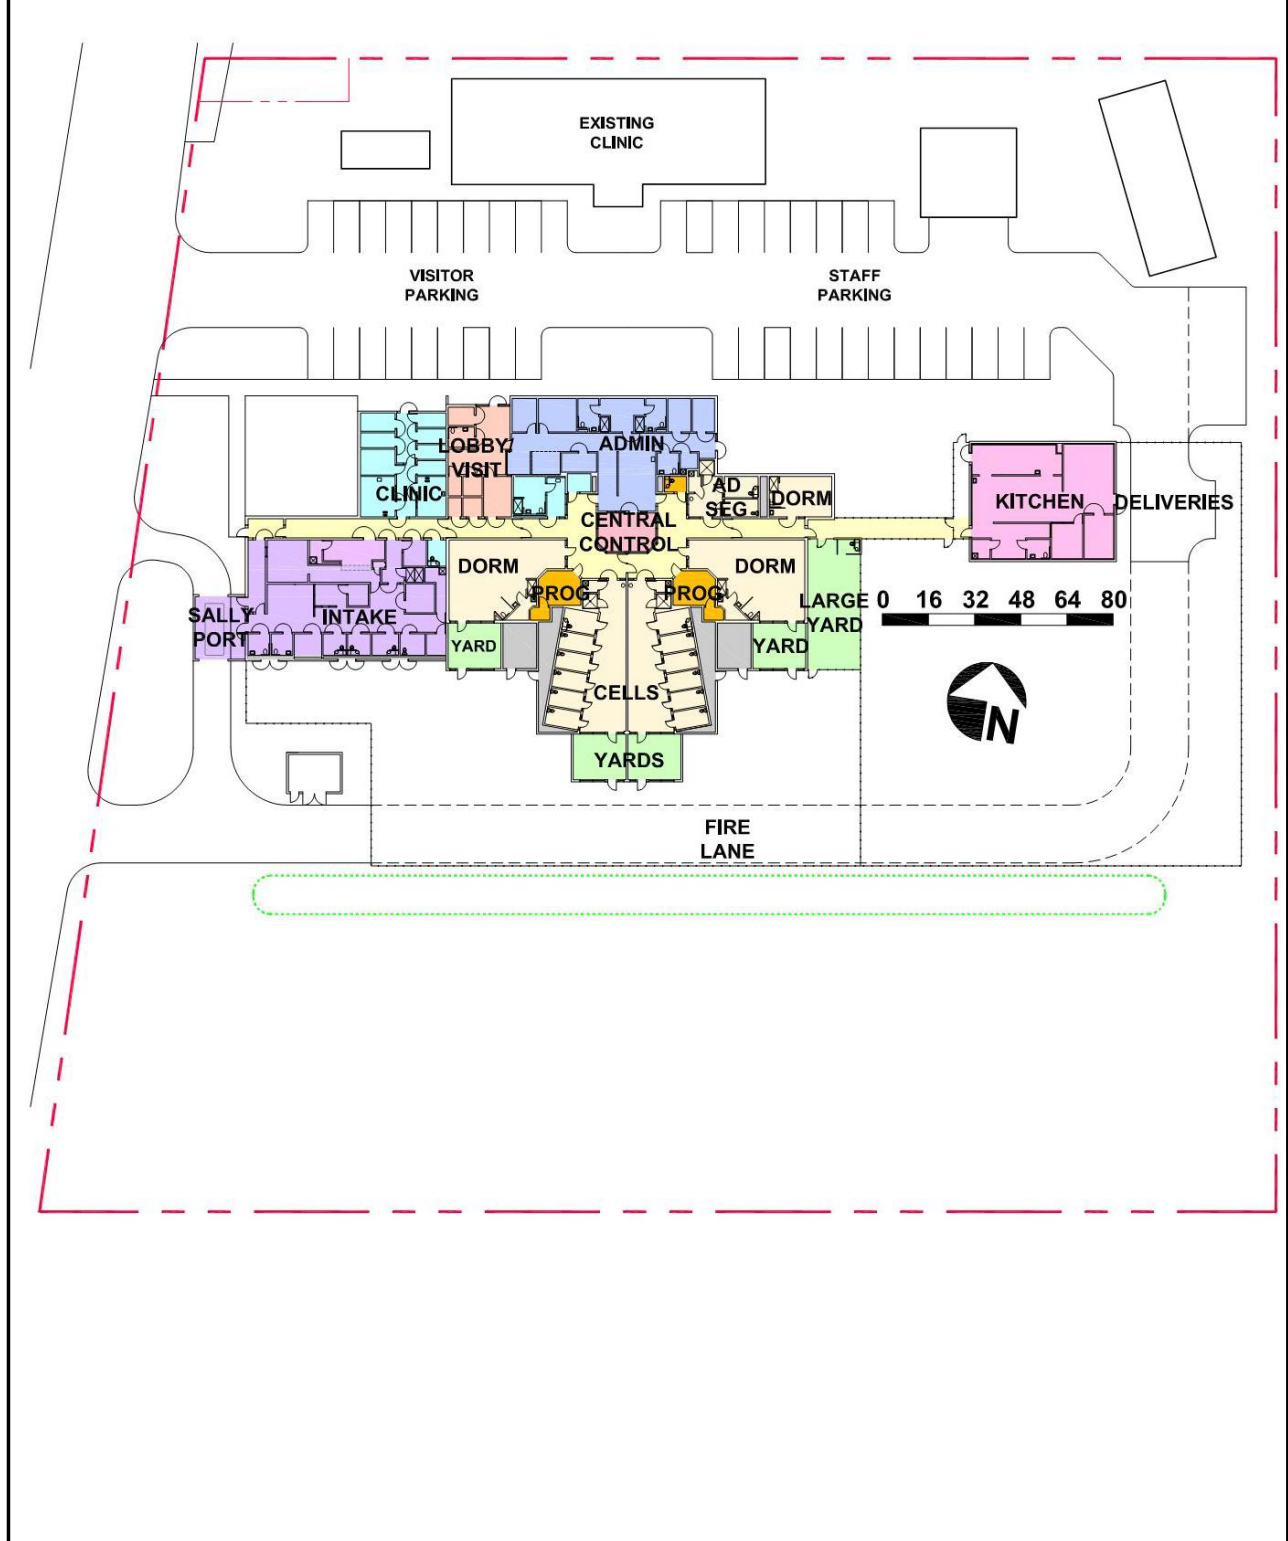 EXISTING
CLINIC
VISITOR
PARKING
STAFF
PARKING
LOBBY/
VISIT
ADMIN
CLINIC
AD
SEG
DORM
KITCHEN
DELIVERIES
CENTRAL
CONTROL
DORM
DORM
PROG
PROG
SALLY
PORT
INTAKE
LARGE
YARD
0 16 32 48 64 80
YARD
YARD
CELLS
N
YARDS
FIRE
LANE